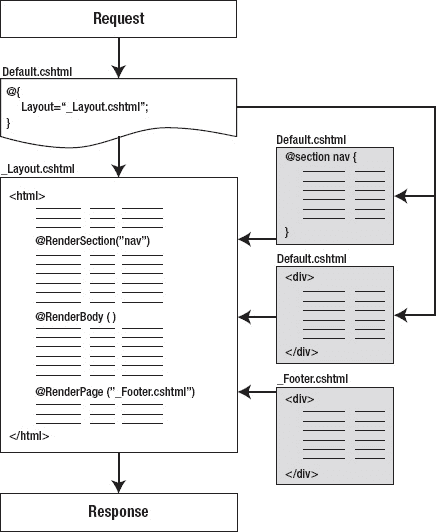 Request
Default.cshtml
@{
Layout=“_Layout.cshtml”;
}
_Layout.cshtml
<html>
@RenderSection(”nav”)
@RenderBody ( )
@RenderPage (”_Footer.cshtml”)
</html>
Default.cshtml
@section nav {
}
Default.cshtml
<div>
</div>
_Footer.cshtml
<div>
</div>
Response